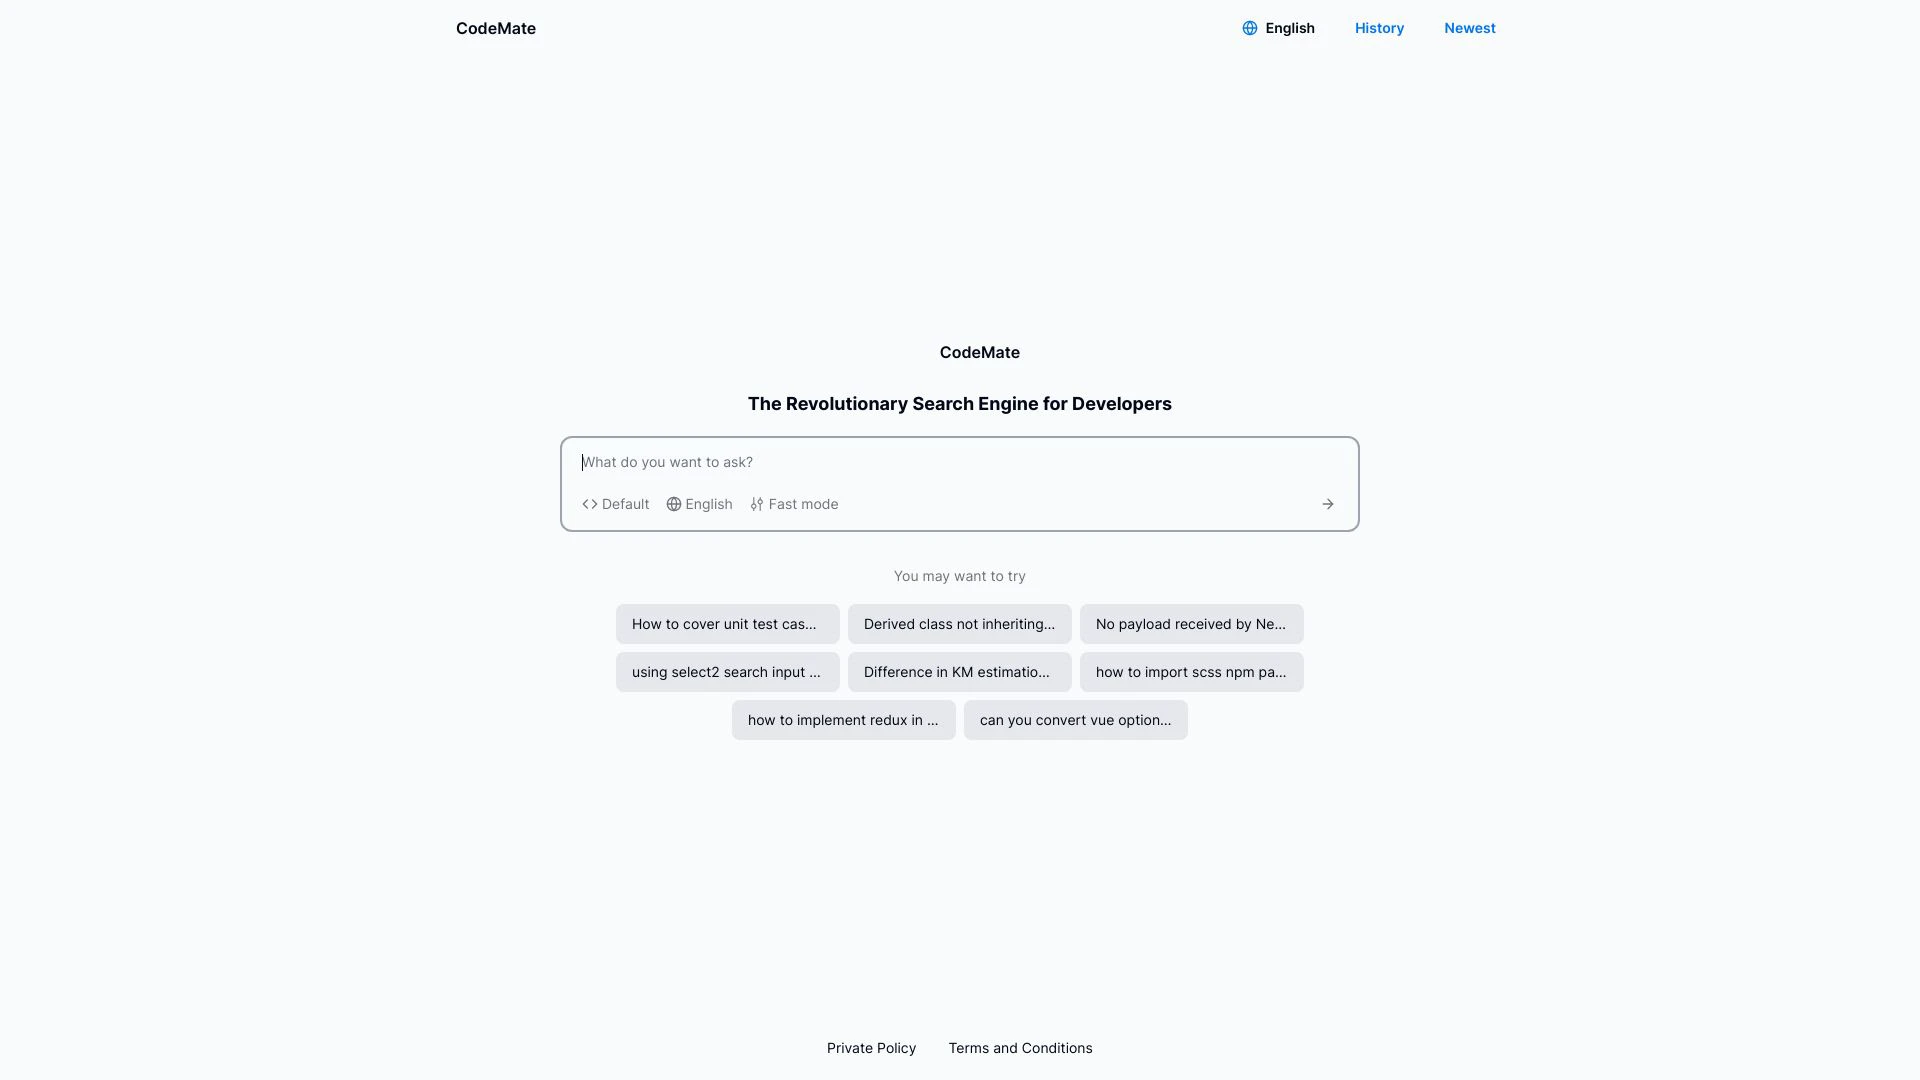 CodeMate
English History Newest
CodeMate
The Revolutionary Search Engine for Developers
What do you want to ask?
Default English Fast mode
You may want to try
How to cover unit test cas... Derived class not inheriting... No payload received by Ne...
using select2 search input ... Difference in KM estimatio... how to import scss npm pa...
how to implement redux in ... can you convert vue option...
Private Policy Terms and Conditions